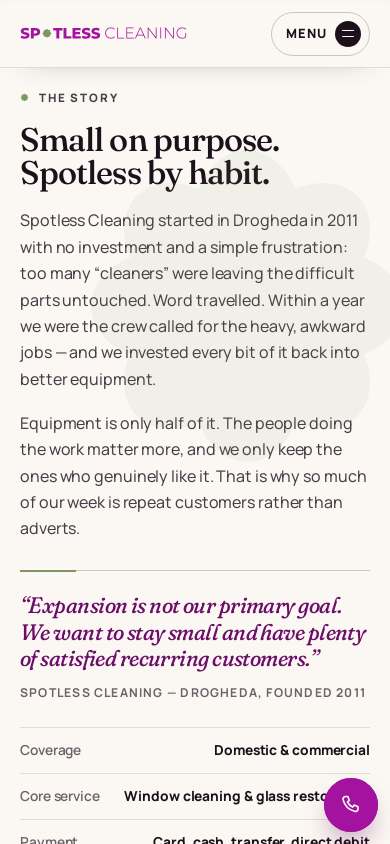 SP TLESS CLEANING
MENU
THE STORY
Small on purpose.
Spotless by habit.
Spotless Cleaning started in Drogheda in 2011
with no investment and a simple frustration:
too many “cleaners” were leaving the difficult
parts untouched. Word travelled. Within a year
we were the crew called for the heavy, awkward
jobs — and we invested every bit of it back into
better equipment.
Equipment is only half of it. The people doing
the work matter more, and we only keep the
ones who genuinely like it. That is why so much
of our week is repeat customers rather than
adverts.
“Expansion is not our primary goal.
We want to stay small and have plenty
of satisfied recurring customers.”
SPOTLESS CLEANING — DROGHEDA, FOUNDED 2011
Coverage Domestic & commercial
Core service Window cleaning & glass
Payment Card, cash, transfer, direct debit